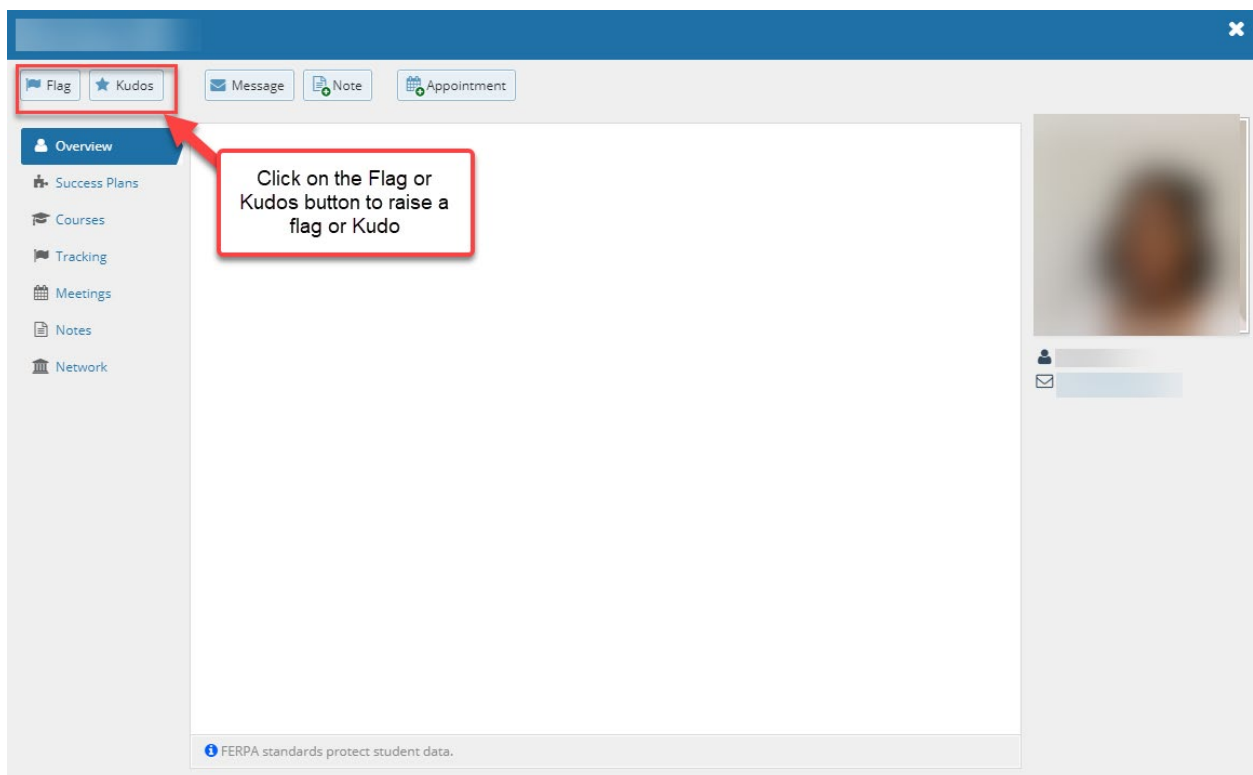 Flag
Kudos
Message
Note
Appointment
Overview
Success Plans
Courses
Tracking
Meetings
Notes
Network
Click on the Flag or
Kudos button to raise a
flag or Kudo
FERPA standards protect student data.